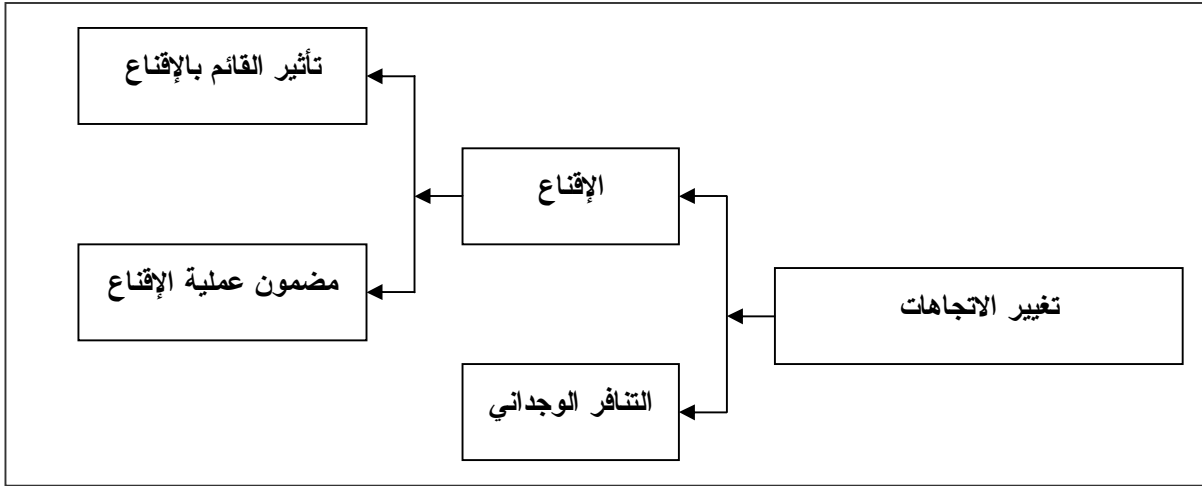 تأثير القائم بالإقناع
الإقناع
مضمون عملية الإقناع
تغيير الاتجاهات
التنافر الوجداني